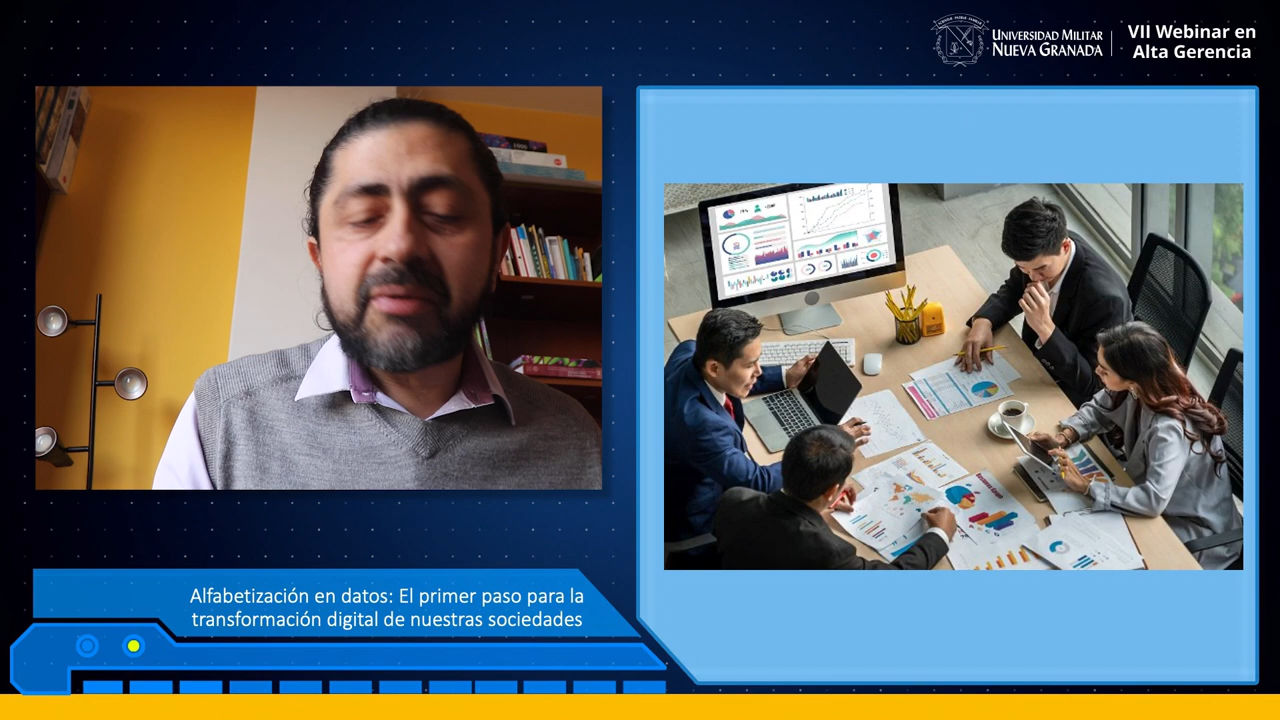 UNIVERSIDAD MILITAR
NUEVA GRANADA
VII Webinar en
Alta Gerencia
Alfabetización en datos: El primer paso para la
transformación digital de nuestras sociedades